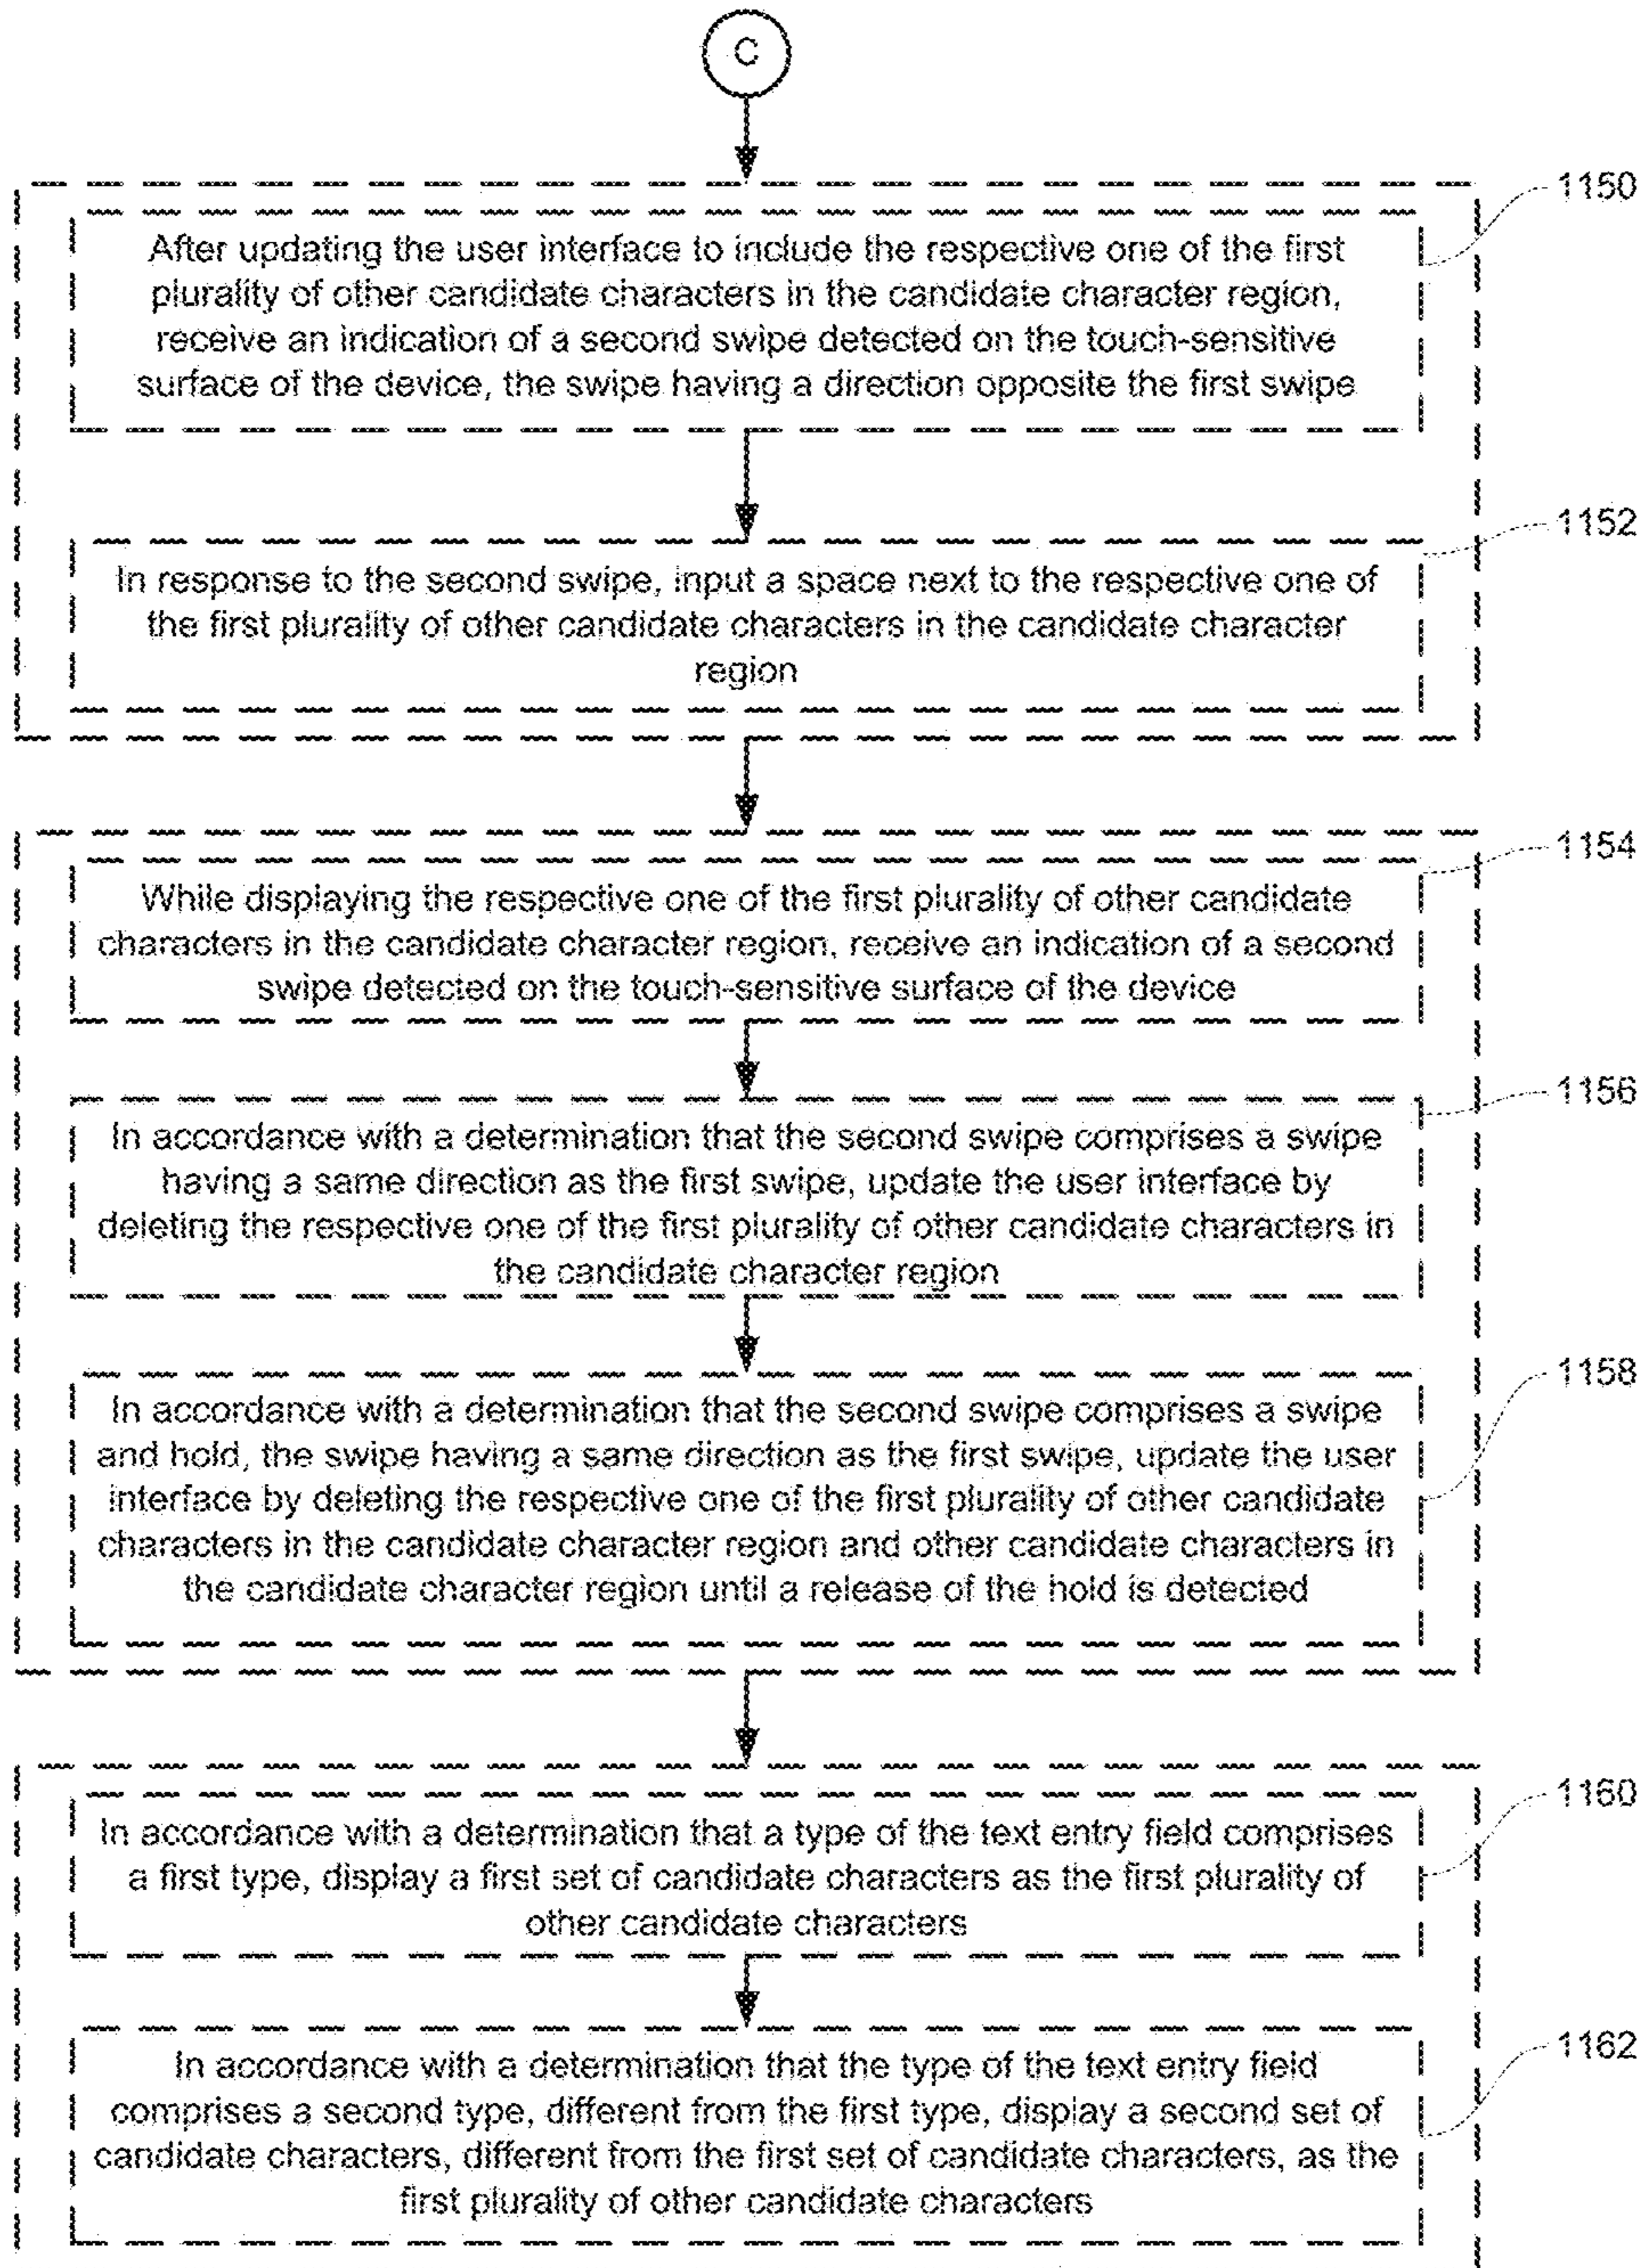 C
1150
After updating the user interface to include the respective one of the first
plurality of other candidate characters in the candidate character region,
receive an indication of a second swipe detected on the touch-sensitive
surface of the device, the swipe having a direction opposite the first swipe
1152
In response to the second swipe, input a space next to the respective one of
the first plurality of other candidate characters in the candidate character
region
1154
While displaying the respective one of the first plurality of other candidate
characters in the candidate character region, receive an indication of a second
swipe detected on the touch-sensitive surface of the device
1156
In accordance with a determination that the second swipe comprises a swipe
having a same direction as the first swipe, update the user interface by
deleting the respective one of the first plurality of other candidate characters in
the candidate character region
1158
In accordance with a determination that the second swipe comprises a swipe
and hold, the swipe having a same direction as the first swipe, update the user
interface by deleting the respective one of the first plurality of other candidate
characters in the candidate character region and other candidate characters in
the candidate character region until a release of the hold is detected
1160
In accordance with a determination that a type of the text entry field comprises
a first type, display a first set of candidate characters as the first plurality of
other candidate characters
1162
In accordance with a determination that the type of the text entry field
comprises a second type, different from the first type, display a second set of
candidate characters, different from the first set of candidate characters, as the
first plurality of other candidate characters